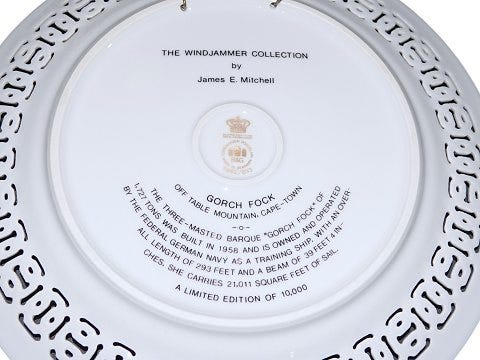 THE WINDJAMMER COLLECTION
by
James E. Mitchell
B&G
GORCH FOCK
OFF TABLE MOUNTAIN, CAPE-TOWN
—o—
THE THREE-MASTED BARQUE "GORCH FOCK" OF
1,727 TONS WAS BUILT IN 1958 AND IS OWNED AND OPERATED
BY THE FEDERAL GERMAN NAVY AS A TRAINING SHIP. WITH AN OVER-
ALL LENGTH OF 293 FEET AND A BEAM OF 39 FEET 4 IN-
CHES, SHE CARRIES 21,011 SQUARE FEET OF SAIL.
A LIMITED EDITION OF 10,000